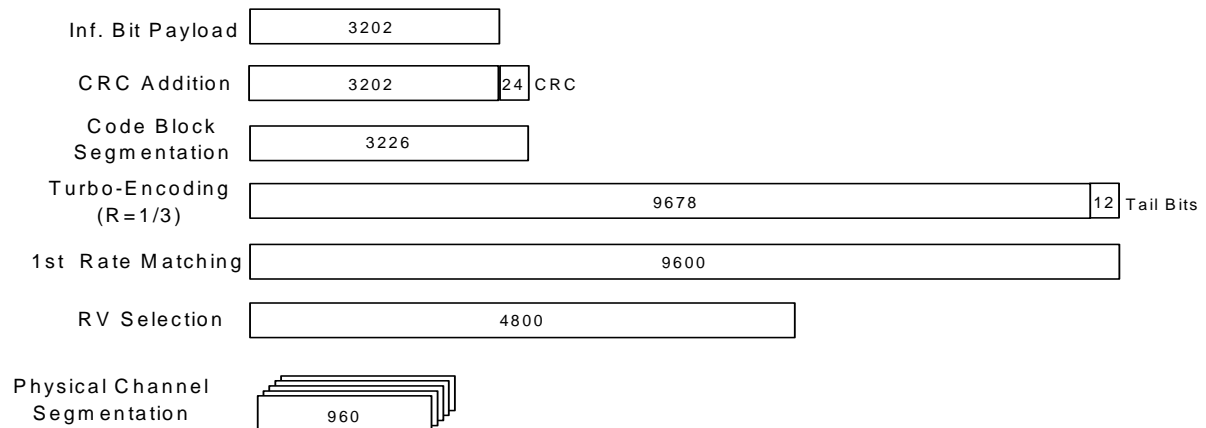 Inf. Bit Payload 3202
CRC Addition 3202 24 CRC
Code Block
Segmentation 3226
Turbo-Encoding
(R=1/3) 9678 12 Tail Bits
1st Rate Matching 9600
RV Selection 4800
Physical Channel
Segmentation 960